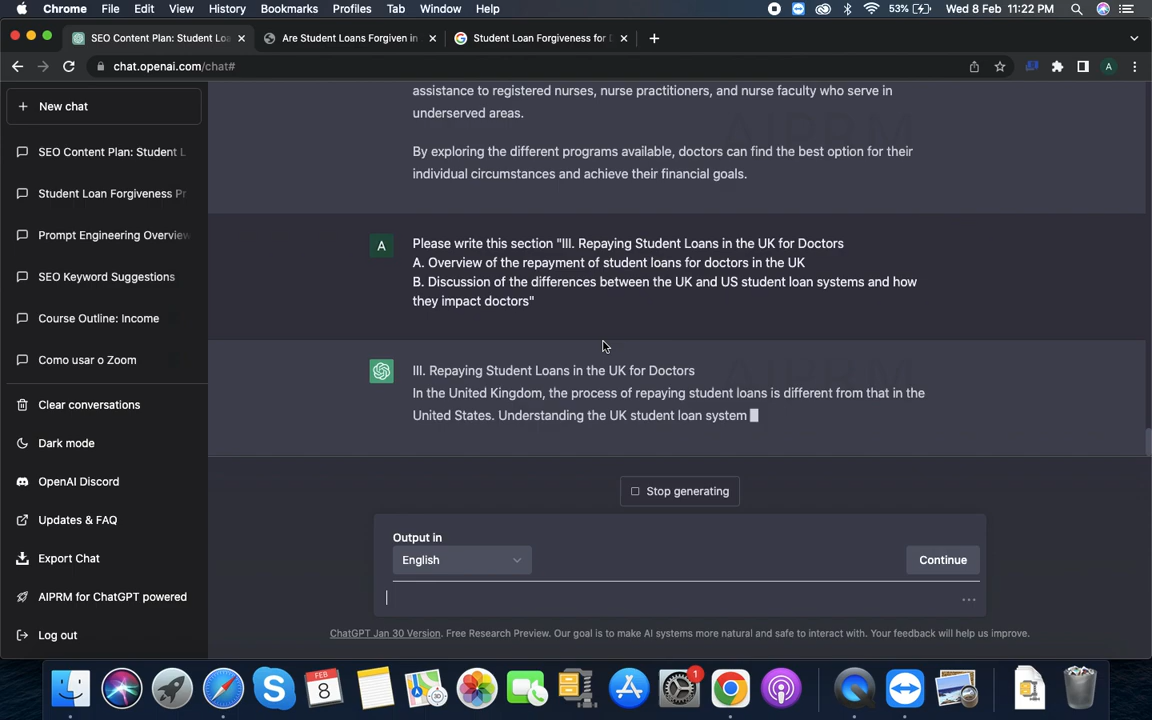 Chrome File Edit View History Bookmarks Profiles Tab Window Help 53% Wed 8 Feb 11:22 PM
SEO Content Plan: Student Loa Are Student Loans Forgiven in Student Loan Forgiveness for D
chat.openai.com/chat# A
New chat
SEO Content Plan: Student L
Student Loan Forgiveness Pr
Prompt Engineering Overview
SEO Keyword Suggestions
Course Outline: Income
Como usar o Zoom
Clear conversations
Dark mode
OpenAI Discord
Updates & FAQ
Export Chat
AIPRM for ChatGPT powered
Log out
assistance to registered nurses, nurse practitioners, and nurse faculty who serve in
underserved areas.
AIPRM
By exploring the different programs available, doctors can find the best option for their
individual circumstances and achieve their financial goals.
A
Please write this section "III. Repaying Student Loans in the UK for Doctors
A. Overview of the repayment of student loans for doctors in the UK
B. Discussion of the differences between the UK and US student loan systems and how
they impact doctors"
III. Repaying Student Loans in the UK for Doctors
AIPRM
In the United Kingdom, the process of repaying student loans is different from that in the
United States. Understanding the UK student loan system
Stop generating
Output in
English
Continue
ChatGPT Jan 30 Version. Free Research Preview. Our goal is to make AI systems more natural and safe to interact with. Your feedback will help us improve.
FEB
8
1